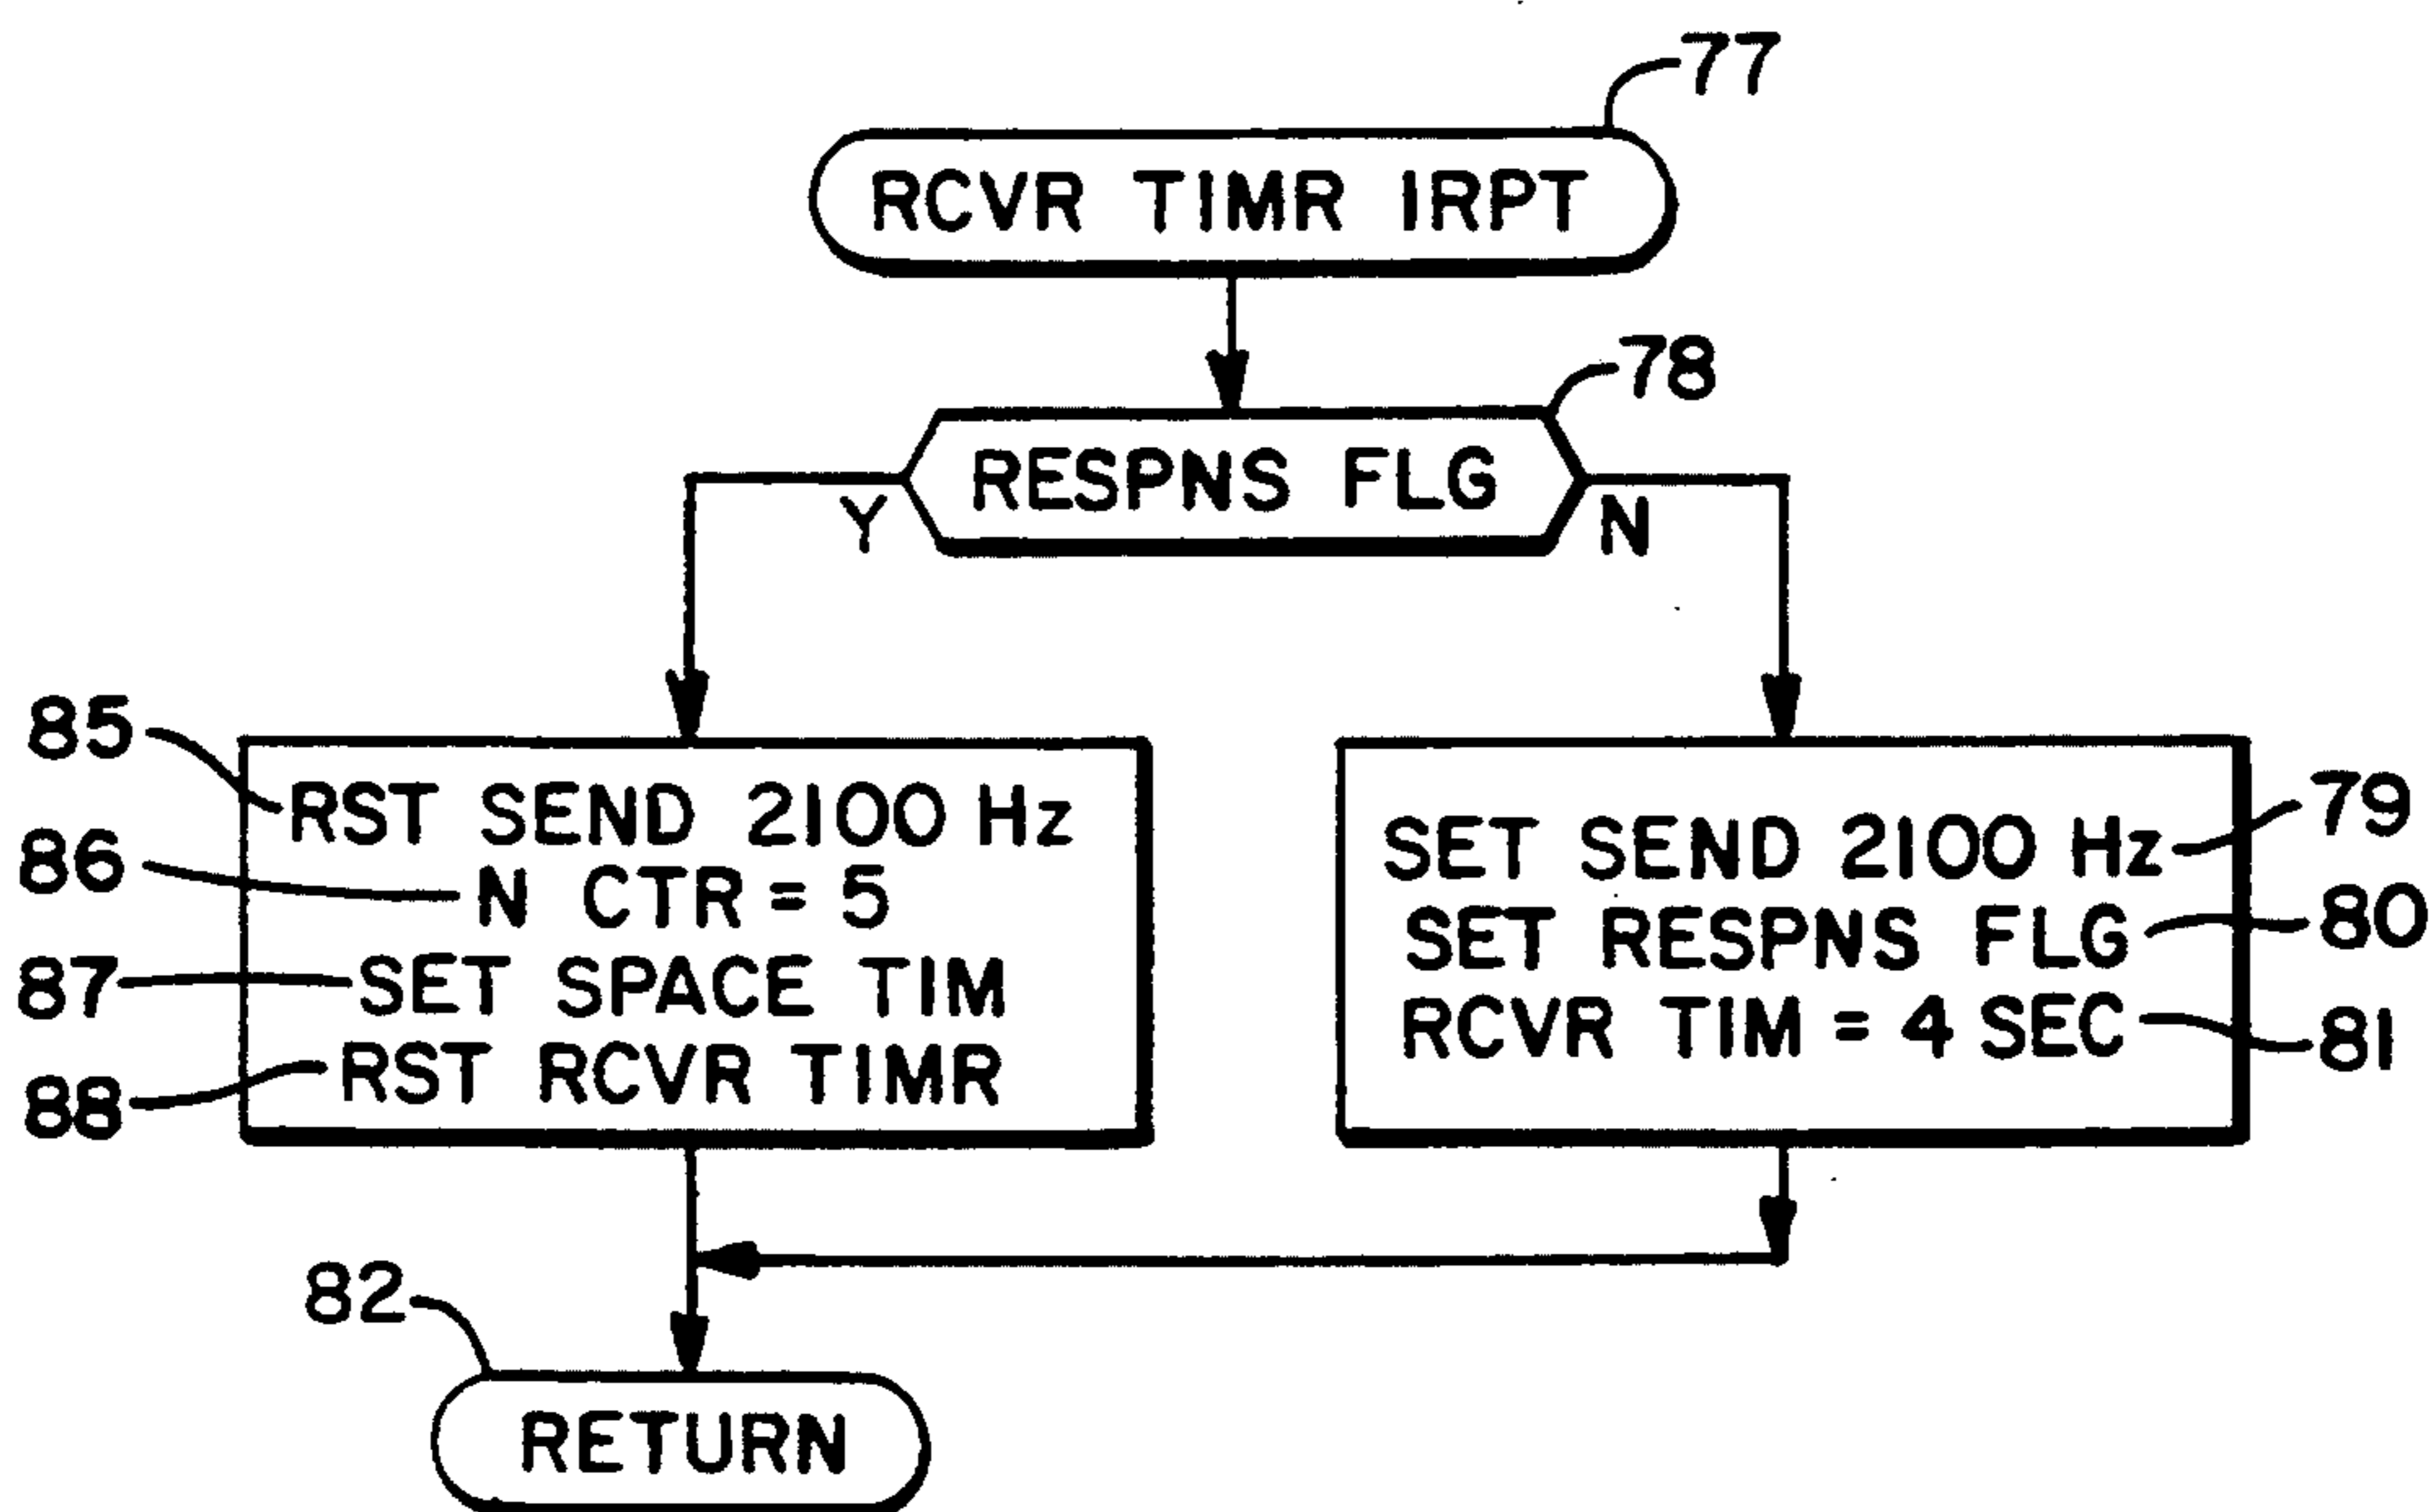 77
RCVR TIMR IRPT
78
RESPNS FLG
Y
N
85
RST SEND 2100 Hz
86
N CTR = 5
87
SET SPACE TIM
88
RST RCVR TIMR
SET SEND 2100 Hz
79
SET RESPNS FLG
80
RCVR TIM = 4 SEC
81
82
RETURN